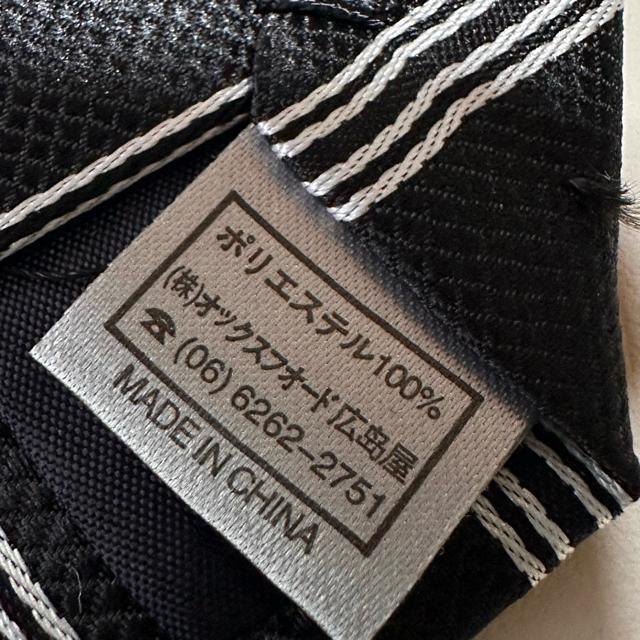 ポリエステル100%
(株)オックスフオード広島屋
☎ (06) 6262-2751
MADE IN CHINA